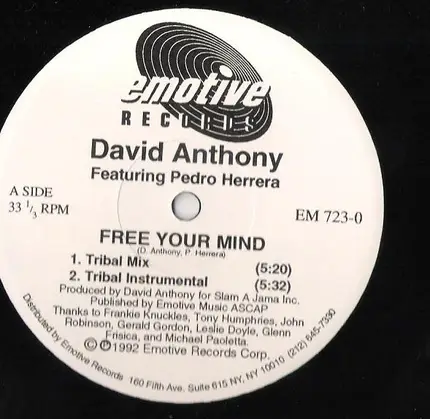 emotive
RECORDS
David Anthony
Featuring Pedro Herrera
A SIDE
33 1/3 RPM
EM 723-0
FREE YOUR MIND
(D. Anthony, P. Herrera)
1. Tribal Mix (5:20)
2. Tribal Instrumental (5:32)
Produced by David Anthony for Slam A Jama Inc.
Published by Emotive Music ASCAP
Thanks to Frankie Knuckles, Tony Humphries, John
Robinson, Gerald Gordon, Leslie Doyle, Glenn
Frisica, and Michael Paoletta.
©℗1992 Emotive Records Corp.
Distributed by Emotive Records 160 Fifth Ave. Suite 615 NY, NY 10010 (212) 645-7330